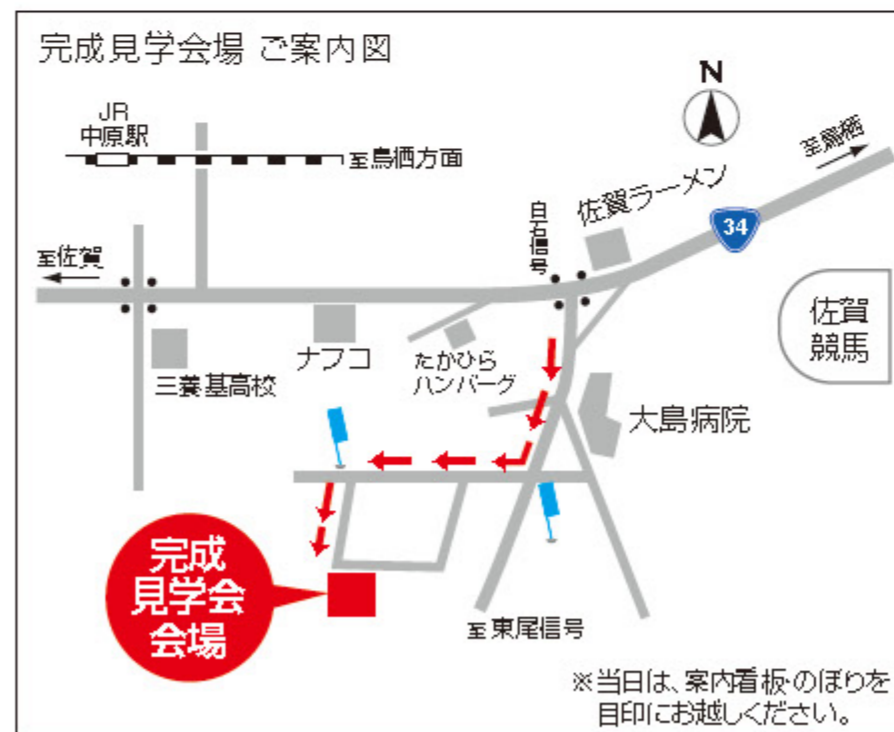 完成見学会場 ご案内図
N
JR
中原駅
至鳥栖方面
至鳥栖
佐賀ラーメン
白石信号
34
至佐賀
佐賀
競馬
ナフコ
たかひら
ハンバーグ
三養基高校
大島病院
完成
見学会
会場
至東尾信号
※当日は、案内看板・のぼりを
目印にお越しください。